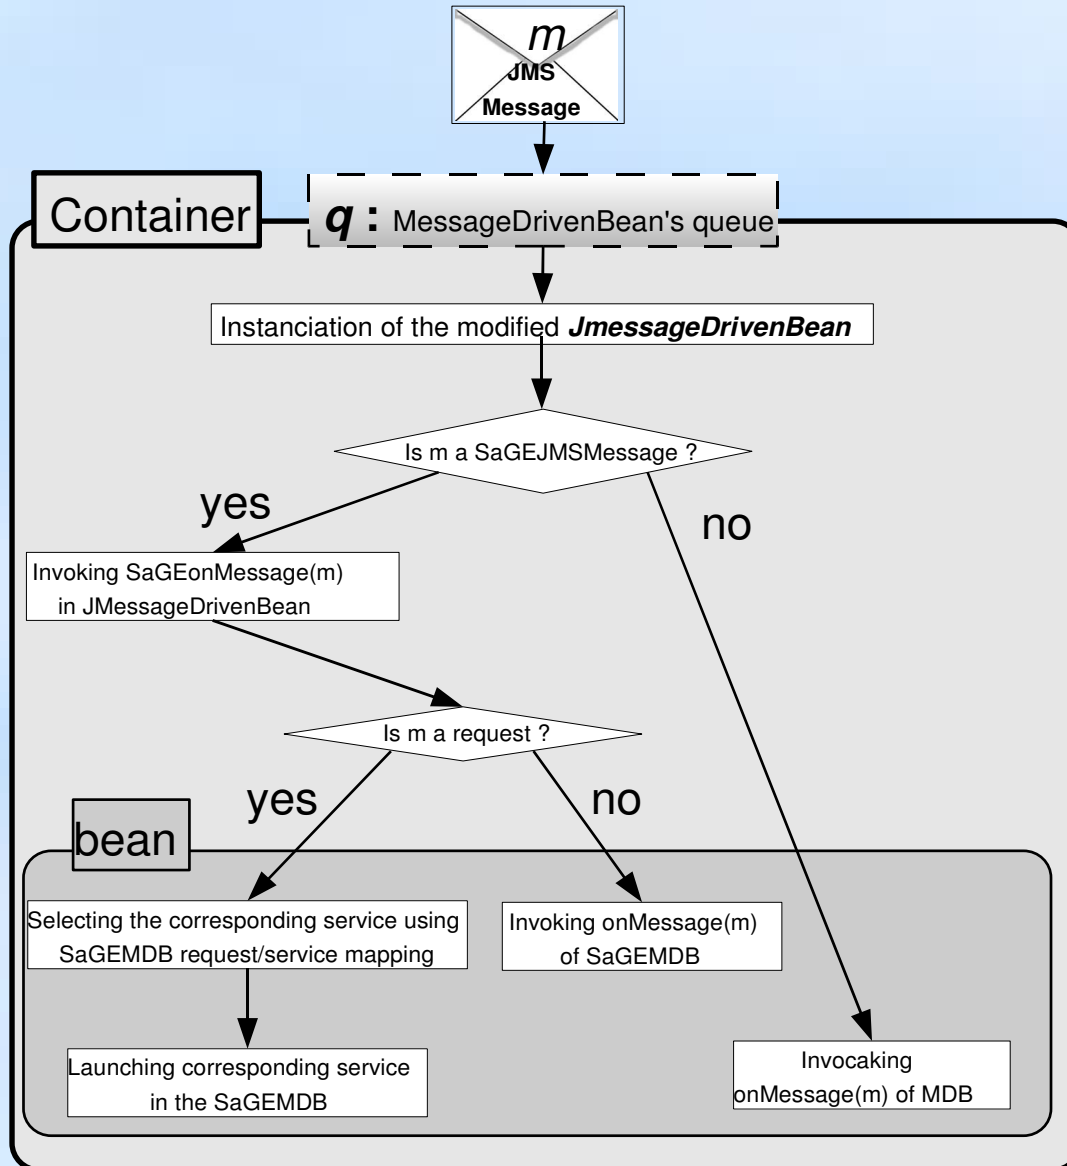 m
JMS
Message
Container
q : MessageDrivenBean's queue
Instanciation of the modified JmessageDrivenBean
Is m a SaGEJMSMessage ?
yes
no
Invoking SaGEonMessage(m)
in JMessageDrivenBean
Is m a request ?
yes
no
bean
Selecting the corresponding service using
SaGEMDB request/service mapping
Invoking onMessage(m)
of SaGEMDB
Launching corresponding service
in the SaGEMDB
Invocaking
onMessage(m) of MDB